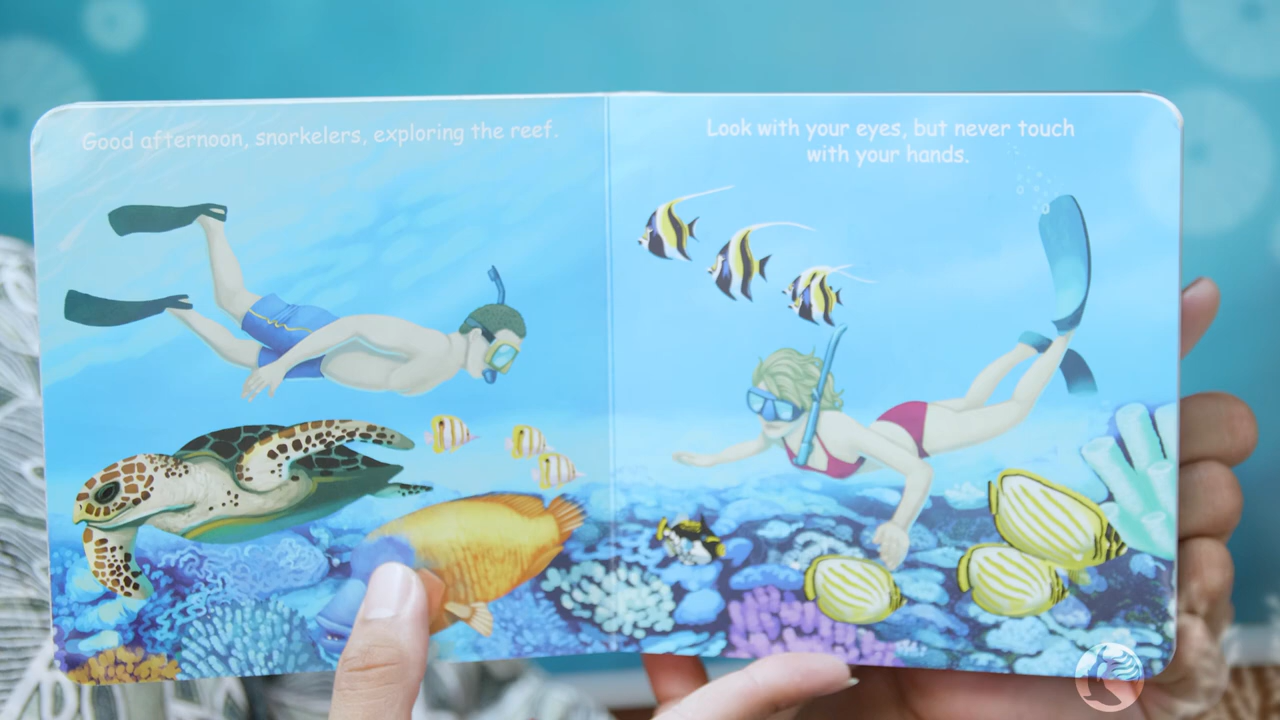 Good afternoon, snorkelers, exploring the reef.
Look with your eyes, but never touch
with your hands.